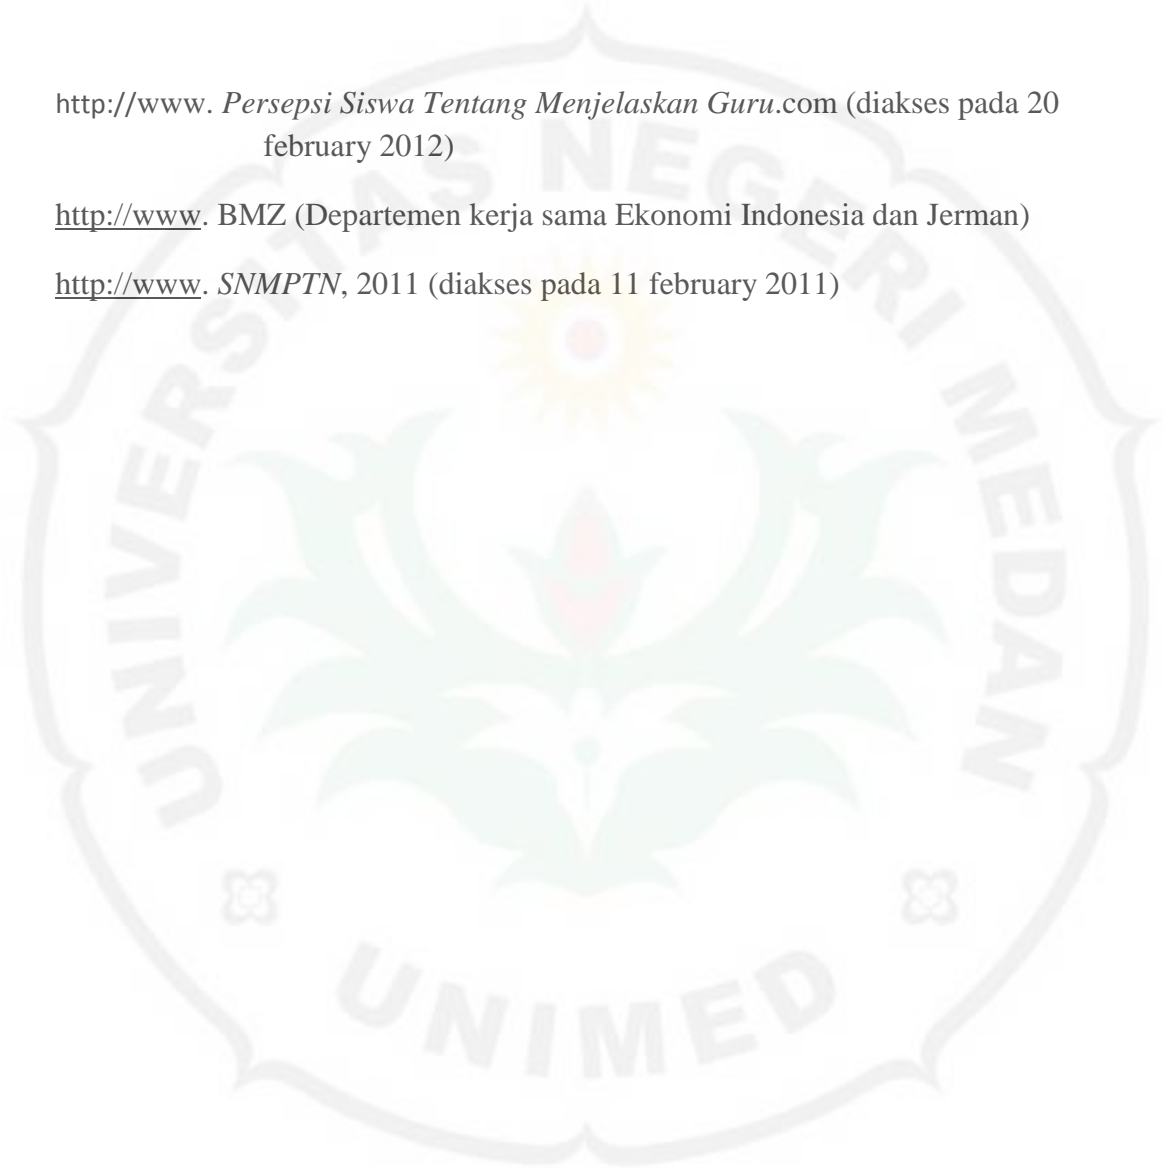 http://www. Persepsi Siswa Tentang Menjelaskan Guru.com (diakses pada 20
february 2012)
http://www. BMZ (Departemen kerja sama Ekonomi Indonesia dan Jerman)
http://www. SNMPTN, 2011 (diakses pada 11 february 2011)
UNIVERSITAS NEGERI MEDAN
UNIMED